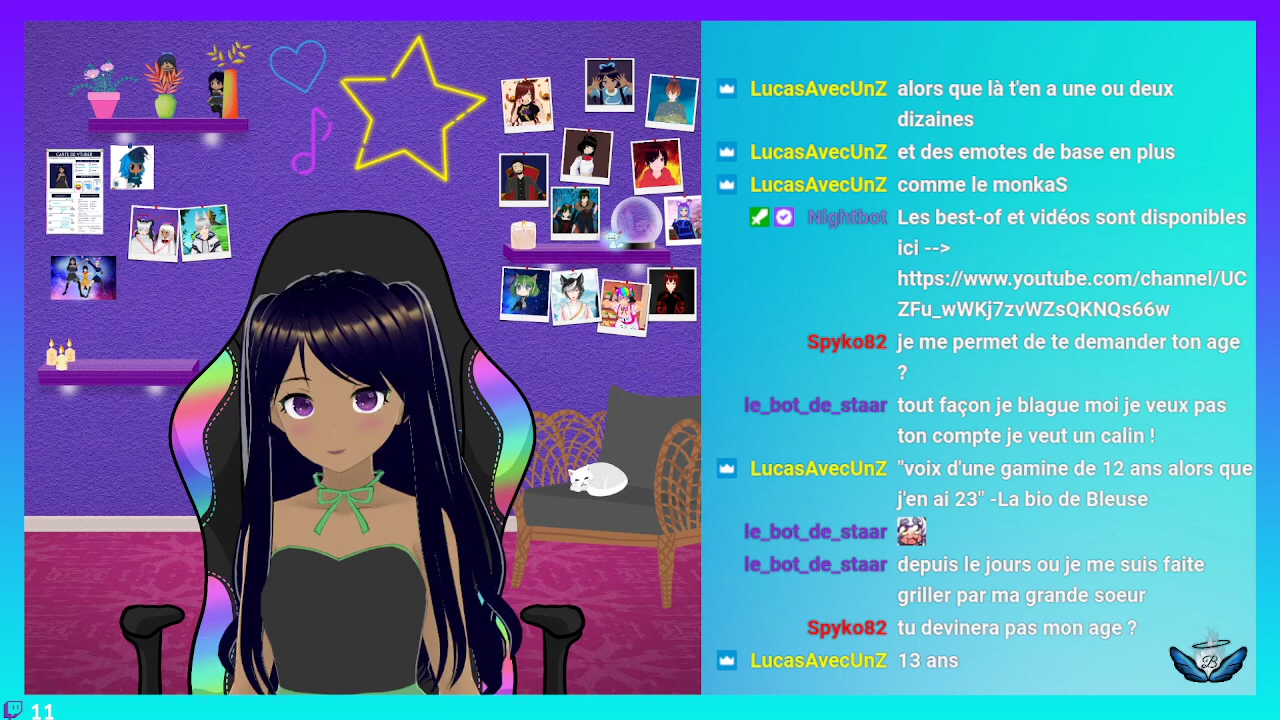 CARTE DE VTUBER
LucasAvecUnZ alors que là t'en a une ou deux
dizaines
LucasAvecUnZ et des emotes de base en plus
LucasAvecUnZ comme le monkaS
Nightbot Les best-of et vidéos sont disponibles
ici -->
https://www.youtube.com/channel/UC
ZFu_wWKj7zvWZsQKNQs66w
Spyko82 je me permet de te demander ton age
?
le_bot_de_staar tout façon je blague moi je veux pas
ton compte je veut un calin !
LucasAvecUnZ "voix d'une gamine de 12 ans alors que
j'en ai 23" -La bio de Bleuse
le_bot_de_staar
le_bot_de_staar depuis le jours ou je me suis faite
griller par ma grande soeur
Spyko82 tu devinera pas mon age ?
LucasAvecUnZ 13 ans
B
11